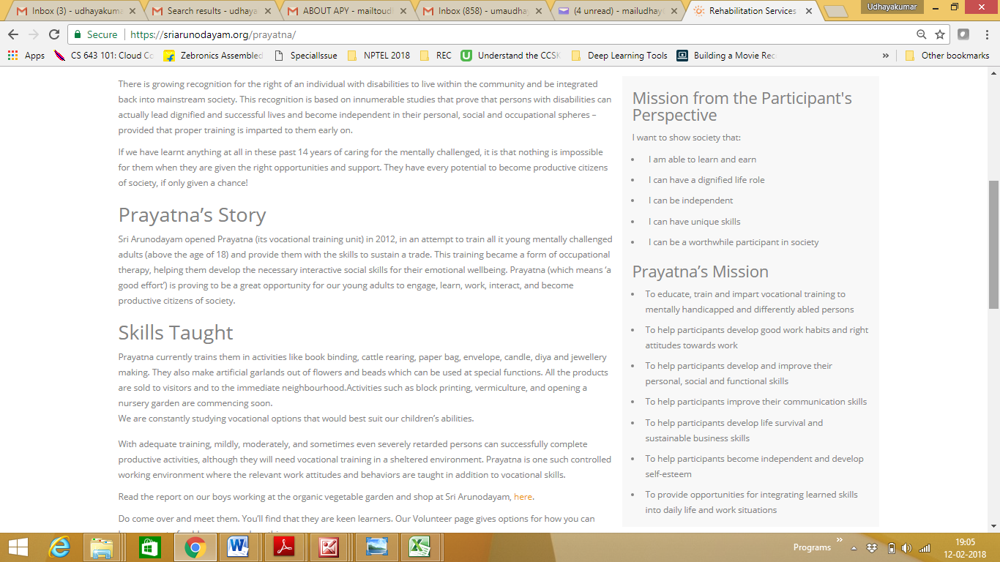 Inbox (3) - udhayakuma
Search results - udhaya
ABOUT APY - mailtoudh
Inbox (858) - umaudhay
(4 unread) - mailudhay
Rehabilitation Services
Udhayakumar
Secure https://sriarunodayam.org/prayatna/
Apps
CS 643 101: Cloud Co
Zebronics Assembled
SpecialIssue
NPTEL 2018
REC
Understand the CCSK
Deep Learning Tools
Building a Movie Rec
»
Other bookmarks
There is growing recognition for the right of an individual with disabilities to live within the community and be integrated
back into mainstream society. This recognition is based on innumerable studies that prove that persons with disabilities can
actually lead dignified and successful lives and become independent in their personal, social and occupational spheres –
provided that proper training is imparted to them early on.
If we have learnt anything at all in these past 14 years of caring for the mentally challenged, it is that nothing is impossible
for them when they are given the right opportunities and support. They have every potential to become productive citizens
of society, if only given a chance!
Prayatna’s Story
Sri Arunodayam opened Prayatna (its vocational training unit) in 2012, in an attempt to train all it young mentally challenged
adults (above the age of 18) and provide them with the skills to sustain a trade. This training became a form of occupational
therapy, helping them develop the necessary interactive social skills for their emotional wellbeing. Prayatna (which means ‘a
good effort’) is proving to be a great opportunity for our young adults to engage, learn, work, interact, and become
productive citizens of society.
Skills Taught
Prayatna currently trains them in activities like book binding, cattle rearing, paper bag, envelope, candle, diya and jewellery
making. They also make artificial garlands out of flowers and beads which can be used at special functions. All the products
are sold to visitors and to the immediate neighbourhood.Activities such as block printing, vermiculture, and opening a
nursery garden are commencing soon.
We are constantly studying vocational options that would best suit our children’s abilities.
With adequate training, mildly, moderately, and sometimes even severely retarded persons can successfully complete
productive activities, although they will need vocational training in a sheltered environment. Prayatna is one such controlled
working environment where the relevant work attitudes and behaviors are taught in addition to vocational skills.
Read the report on our boys working at the organic vegetable garden and shop at Sri Arunodayam, here.
Do come over and meet them. You’ll find that they are keen learners. Our Volunteer page gives options for how you can
Mission from the Participant's
Perspective
I want to show society that:
• I am able to learn and earn
• I can have a dignified life role
• I can be independent
• I can have unique skills
• I can be a worthwhile participant in society
Prayatna’s Mission
• To educate, train and impart vocational training to
mentally handicapped and differently abled persons
• To help participants develop good work habits and right
attitudes towards work
• To help participants develop and improve their
personal, social and functional skills
• To help participants improve their communication skills
• To help participants develop life survival and
sustainable business skills
• To help participants become independent and develop
self-esteem
• To provide opportunities for integrating learned skills
into daily life and work situations
Programs »
19:05
12-02-2018